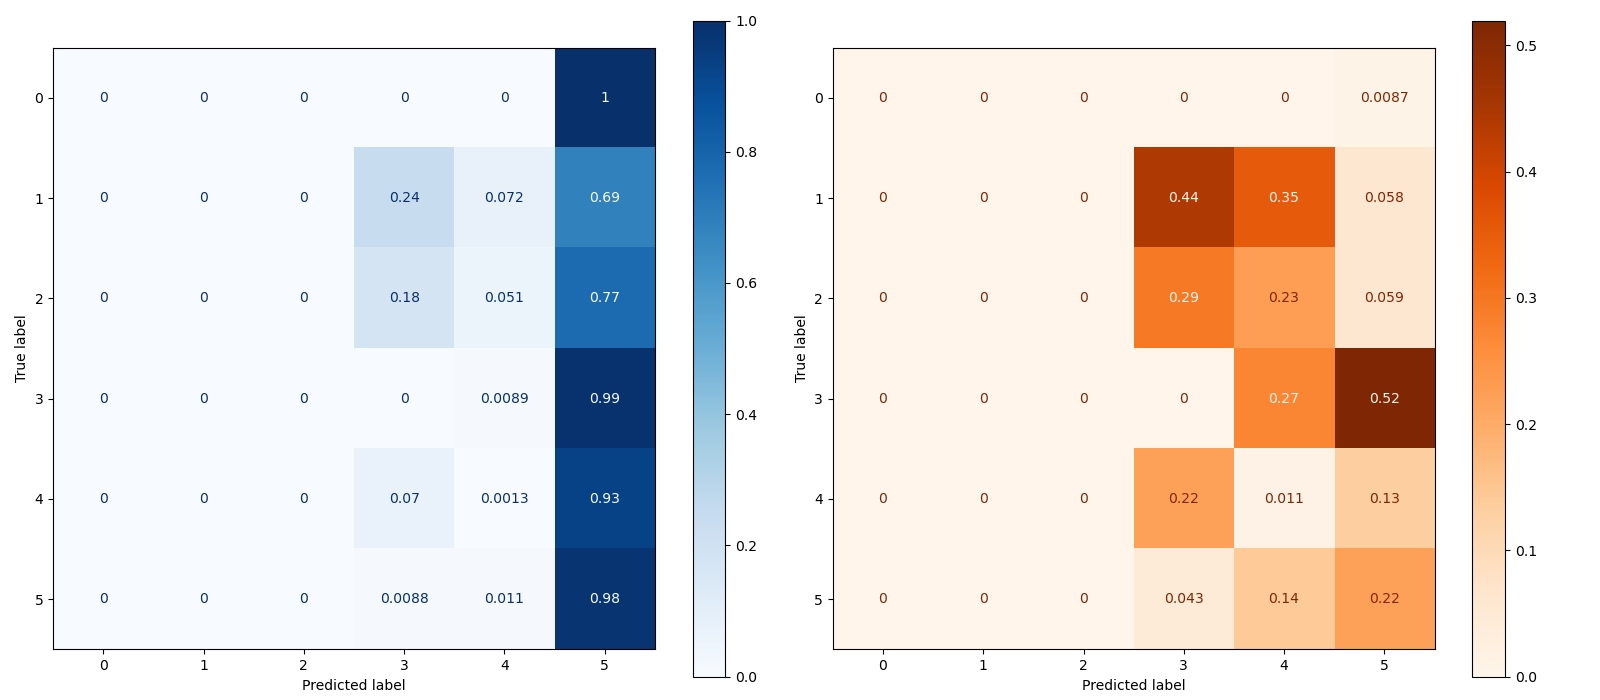 1.0
0.5
0 0 0 0 0 0 1
0 0 0 0 0 0 0.0087
0.8
0.4
1 0 0 0 0.24 0.072 0.69
1 0 0 0 0.44 0.35 0.058
0.6
0.3
2 0 0 0 0.18 0.051 0.77
2 0 0 0 0.29 0.23 0.059
True label
True label
0.4
0.2
3 0 0 0 0 0.0089 0.99
3 0 0 0 0 0.27 0.52
4 0 0 0 0.07 0.0013 0.93
4 0 0 0 0.22 0.011 0.13
0.2
0.1
5 0 0 0 0.0088 0.011 0.98
5 0 0 0 0.043 0.14 0.22
0.0
0.0
0 1 2 3 4 5
0 1 2 3 4 5
Predicted label
Predicted label